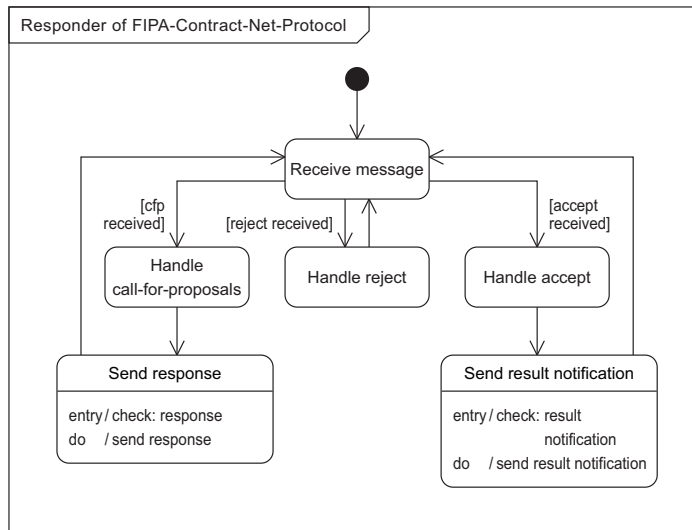 Responder of FIPA-Contract-Net-Protocol
Receive message
[cfp
received]
[reject received]
[accept
received]
Handle
call-for-proposals
Handle reject
Handle accept
Send response
entry / check: response
do / send response
Send result notification
entry / check: result
notification
do / send result notification